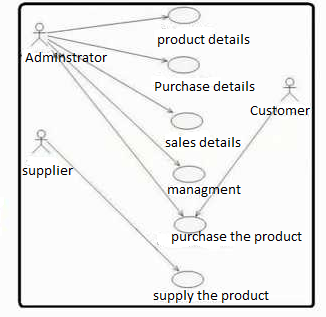 product details
Adminstrator
Purchase details
Customer
sales details
supplier
managment
purchase the product
supply the product